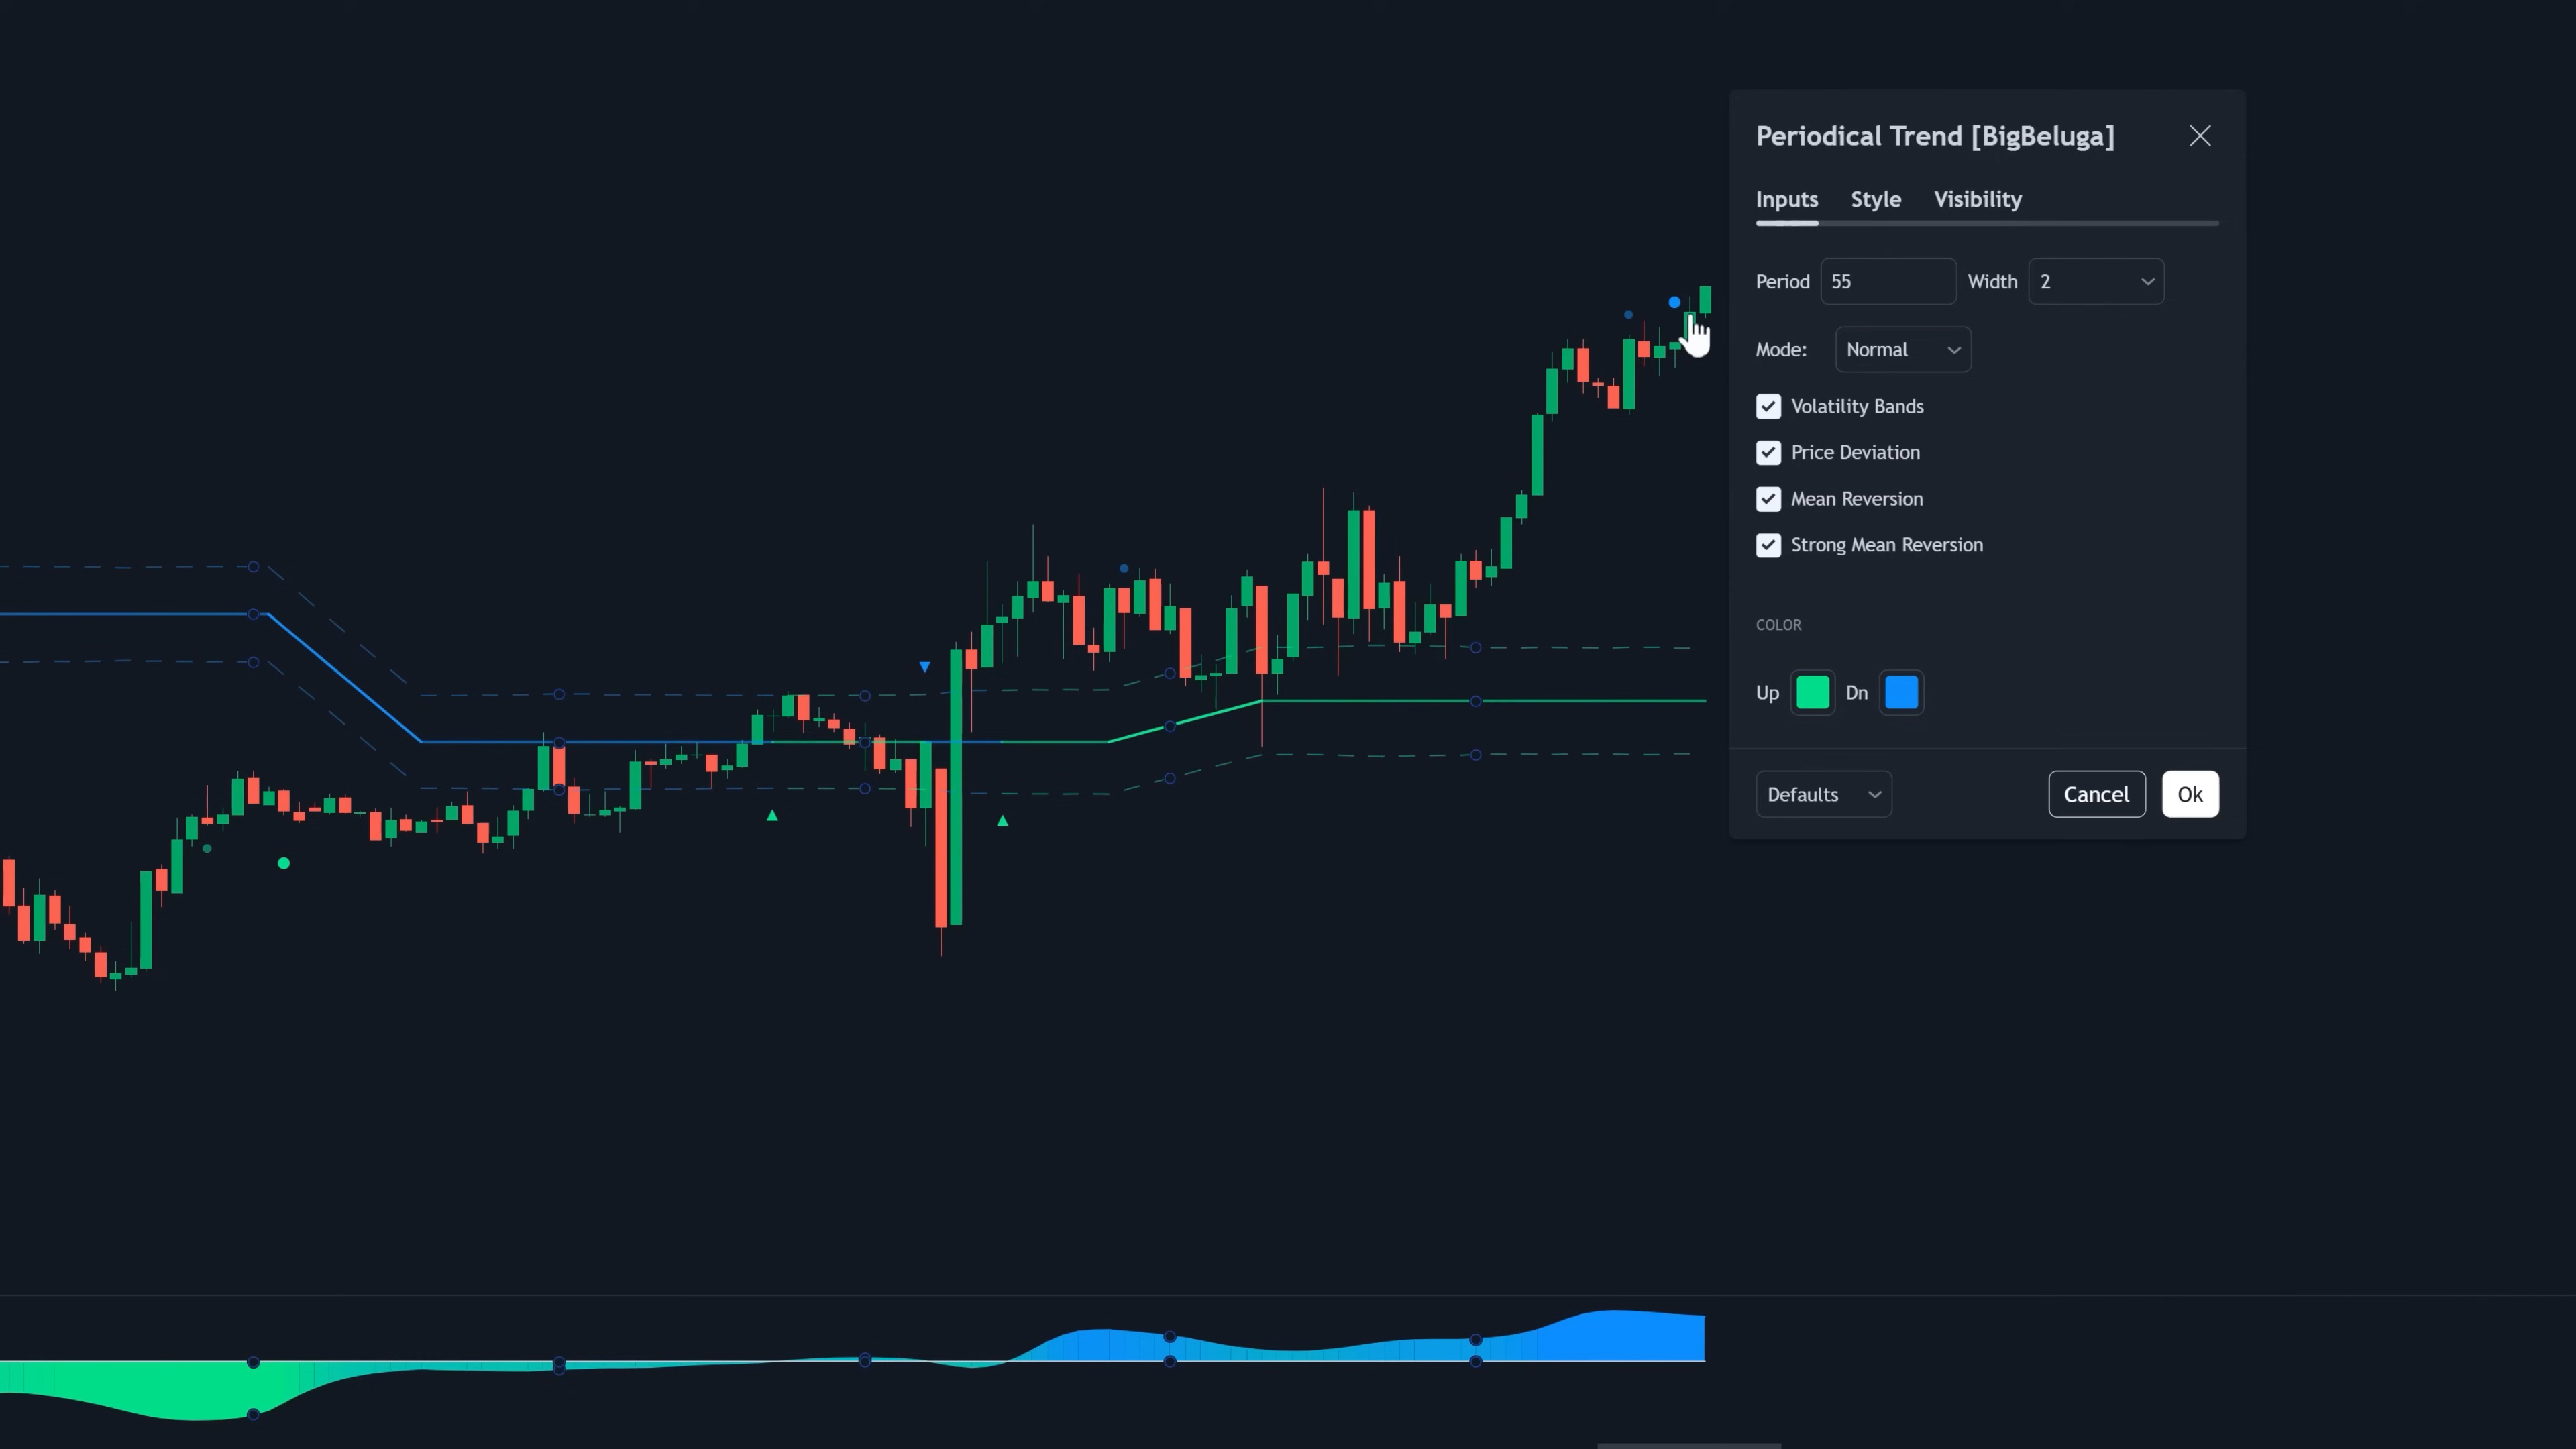 Periodical Trend [BigBeluga]
Inputs Style Visibility
Period 55 Width 2
Mode: Normal
Volatility Bands
Price Deviation
Mean Reversion
Strong Mean Reversion
COLOR
Up Dn
Defaults Cancel Ok